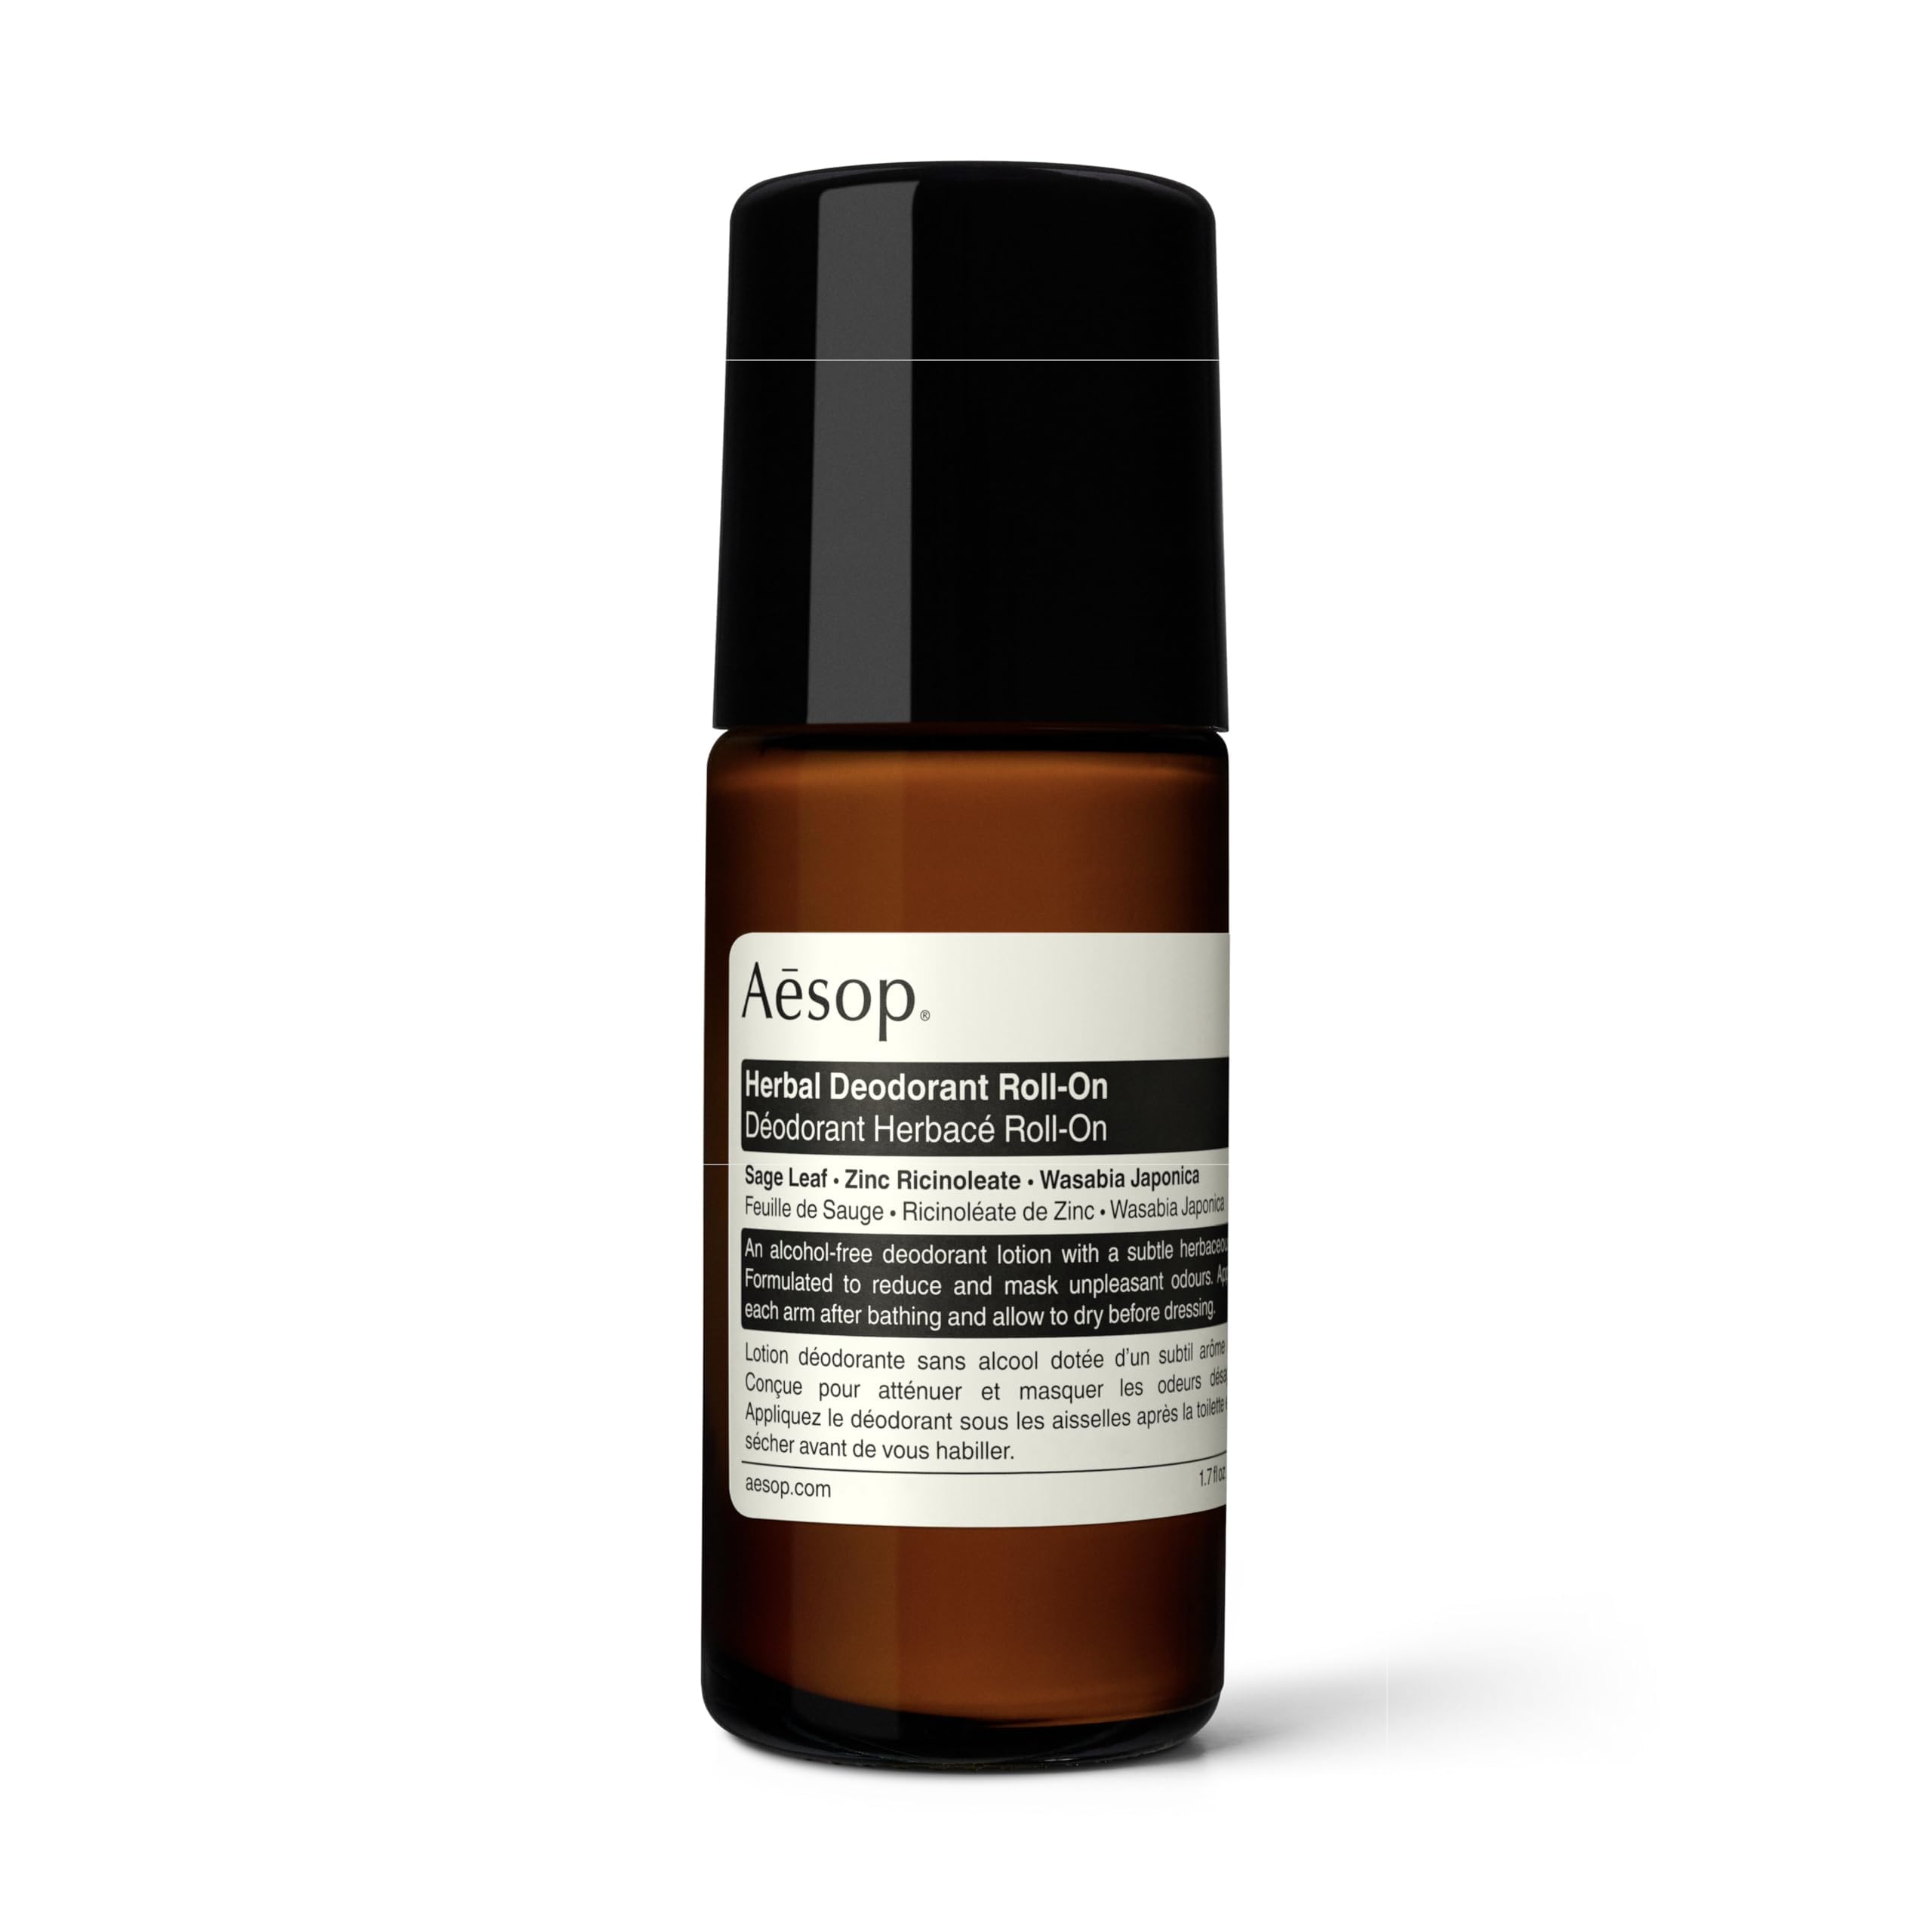 Aēsop®
Herbal Deodorant Roll-On
Déodorant Herbacé Roll-On
Sage Leaf • Zinc Ricinoleate • Wasabia Japonica
Feuille de Sauge • Ricinoléate de Zinc • Wasabia Japonica
An alcohol-free deodorant lotion with a subtle
Formulated to reduce and mask unpleasant odours.
each arm after bathing and allow to dry before dressing.
Lotion déodorante sans alcool dotée d'un subtil arôme
Conçue pour atténuer et masquer les odeurs
Appliquez le déodorant sous les aisselles après la toilette
sécher avant de vous habiller.
aesop.com
1.7 fl oz